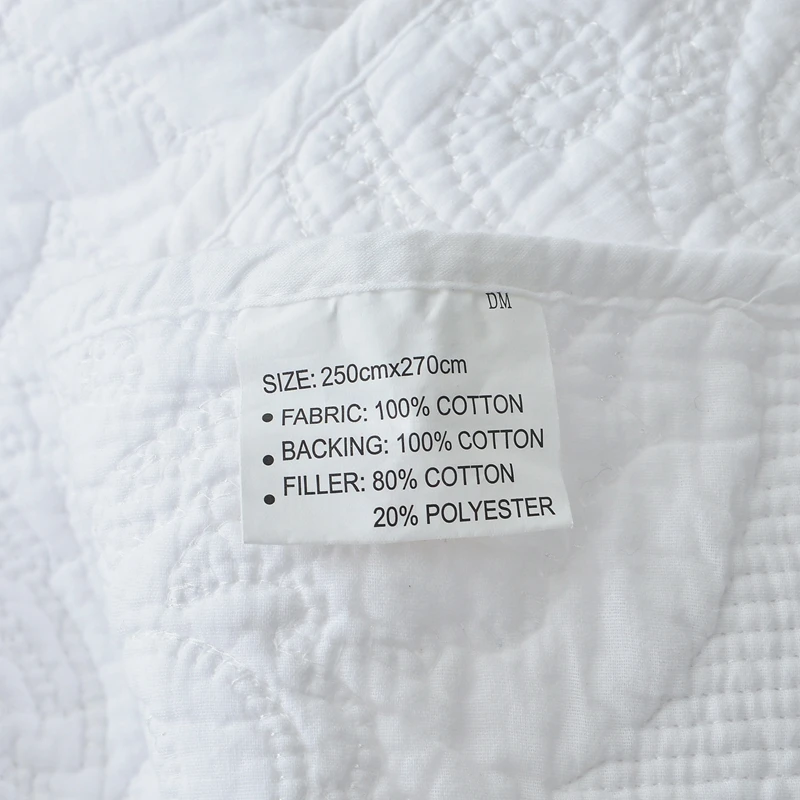 DM
SIZE: 250cmx270cm
• FABRIC: 100% COTTON
• BACKING: 100% COTTON
• FILLER: 80% COTTON
20% POLYESTER